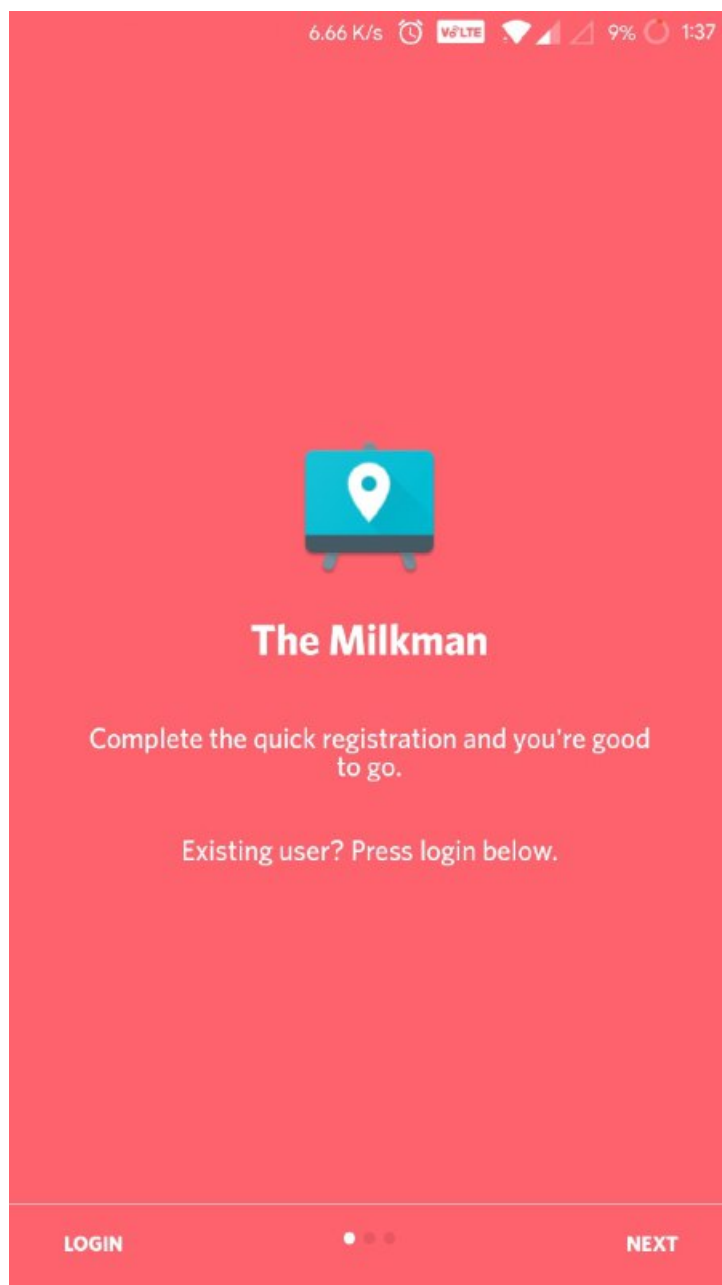 6.66 K/s VoLTE 9% 1:37
The Milkman
Complete the quick registration and you're good
to go.
Existing user? Press login below.
LOGIN NEXT